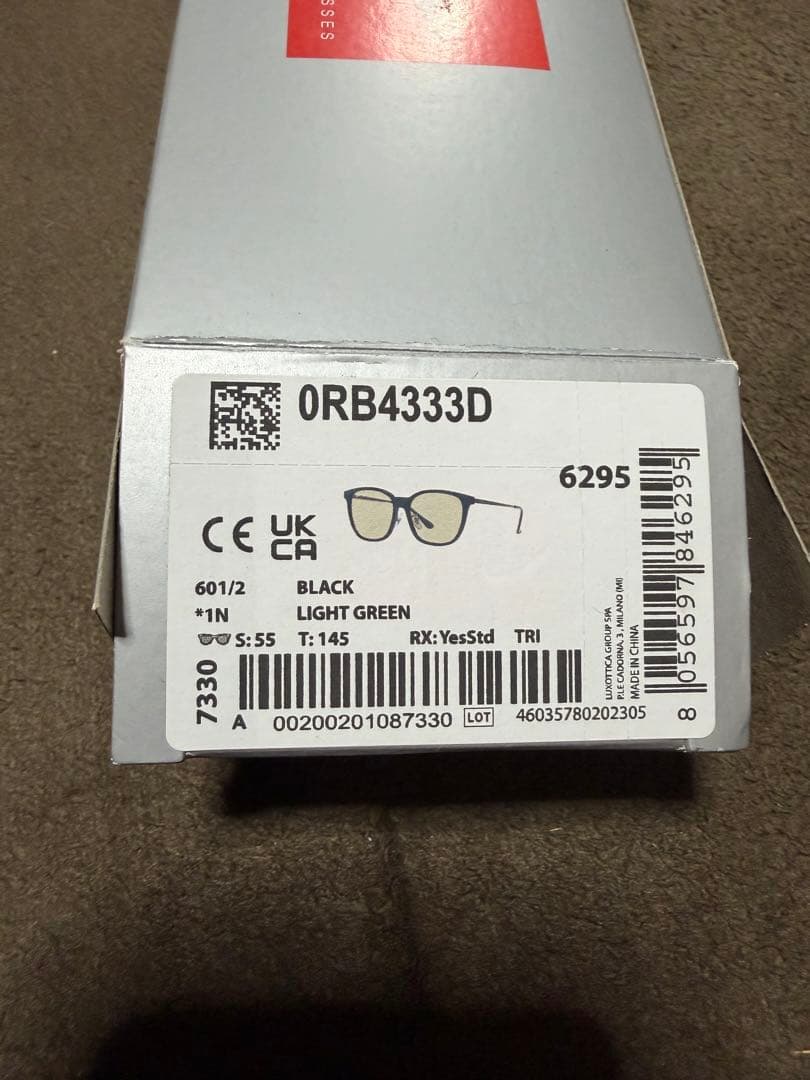 SSES
0RB4333D
6295
CE UK
CA
601/2 BLACK
*1N LIGHT GREEN
S: 55 T: 145 RX: YesStd TRI
7330
A 00200201087330 LOT 46035780202305
LUXOTTICA GROUP SPA
P.LE CADORNA, 3 , MILANO (MI)
MADE IN CHINA
8 056597 846295